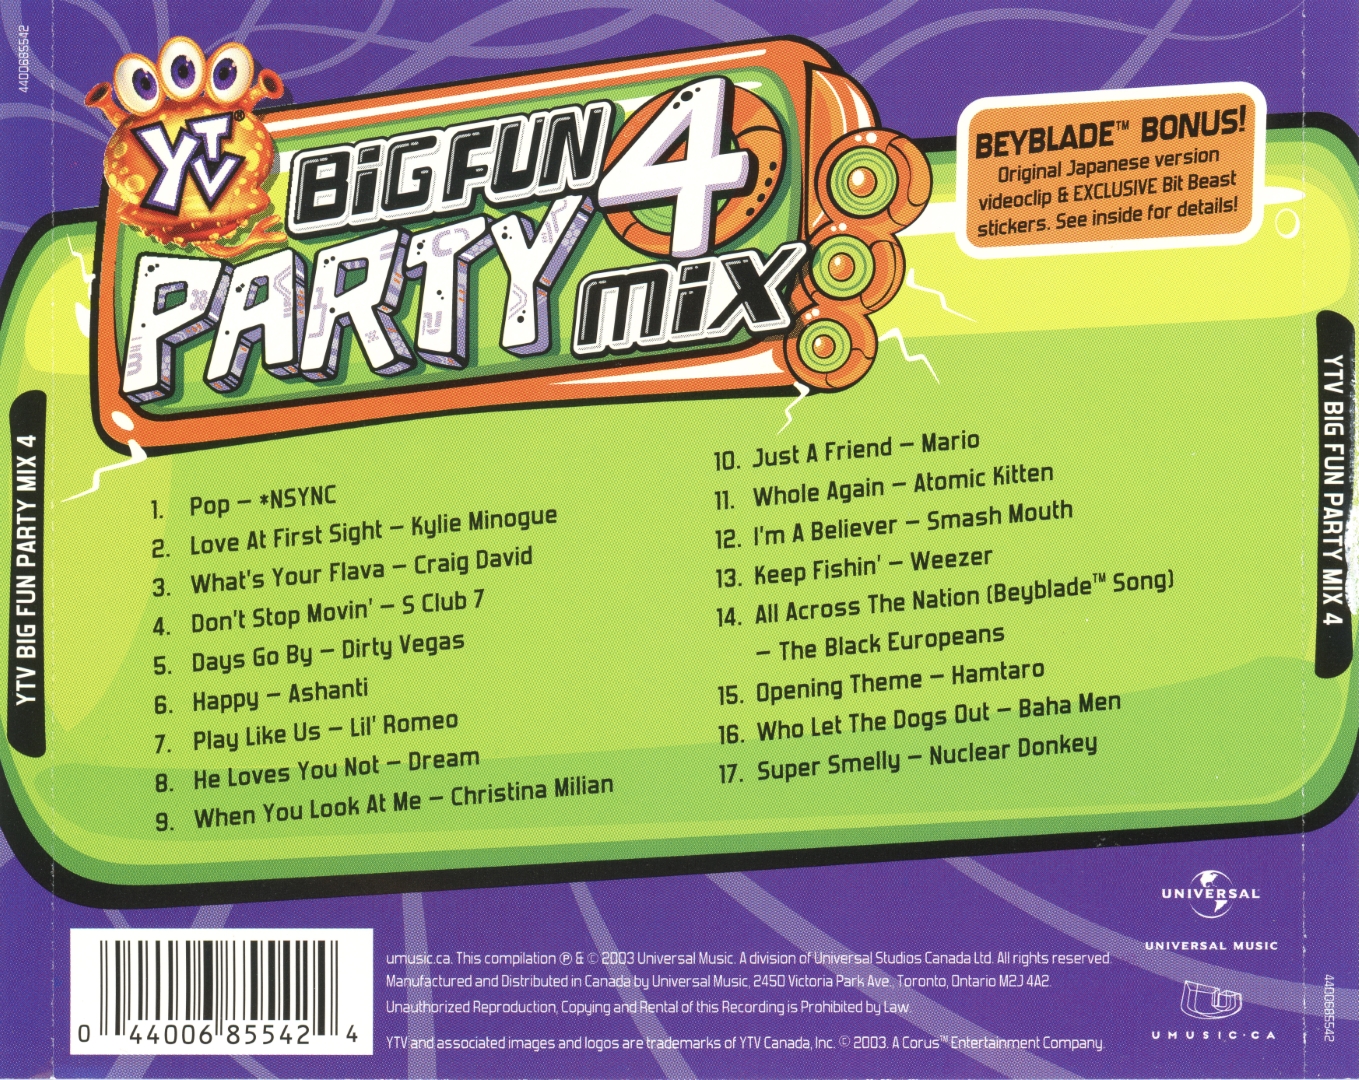 4400685542
YTV®
BiG FUN 4
PARTY miX
BEYBLADE™ BONUS!
Original Japanese version
videoclip & EXCLUSIVE Bit Beast
stickers. See inside for details!
YTV BIG FUN PARTY MIX 4
1. Pop – *NSYNC
2. Love At First Sight – Kylie Minogue
3. What's Your Flava – Craig David
4. Don't Stop Movin' – S Club 7
5. Days Go By – Dirty Vegas
6. Happy – Ashanti
7. Play Like Us – Lil' Romeo
8. He Loves You Not – Dream
9. When You Look At Me – Christina Milian
10. Just A Friend – Mario
11. Whole Again – Atomic Kitten
12. I'm A Believer – Smash Mouth
13. Keep Fishin' – Weezer
14. All Across The Nation (Beyblade™ Song)
– The Black Europeans
15. Opening Theme – Hamtaro
16. Who Let The Dogs Out – Baha Men
17. Super Smelly – Nuclear Donkey
YTV BIG FUN PARTY MIX 4
0 44006 85542 4
umusic.ca. This compilation ℗ & © 2003 Universal Music. A division of Universal Studios Canada Ltd. All rights reserved.
Manufactured and Distributed in Canada by Universal Music, 2450 Victoria Park Ave., Toronto, Ontario M2J 4A2.
Unauthorized Reproduction, Copying and Rental of this Recording is Prohibited by Law.
YTV and associated images and logos are trademarks of YTV Canada, Inc. © 2003. A Corus™ Entertainment Company.
UNIVERSAL
UNIVERSAL MUSIC
UMUSIC·CA
4400685542